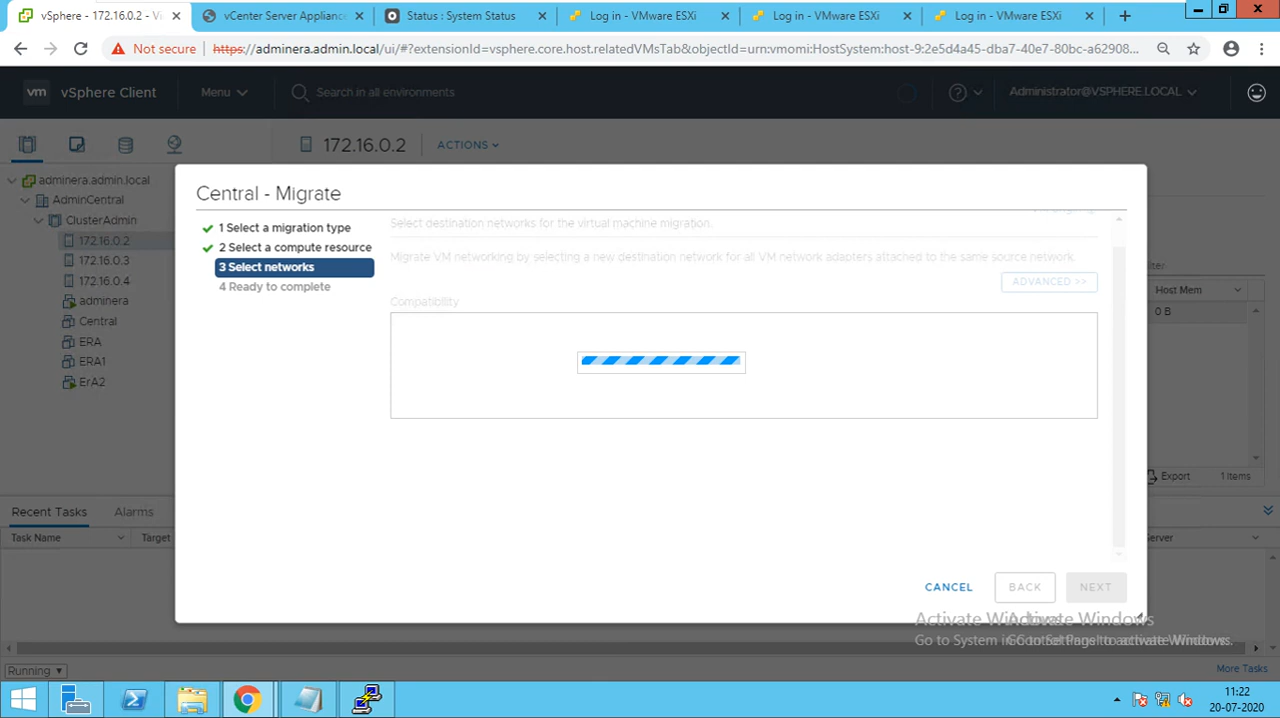 vSphere - 172.16.0.2 - Vi
vCenter Server Applianc
Status : System Status
Log in - VMware ESXi
Log in - VMware ESXi
Log in - VMware ESXi
Not secure
https://adminera.admin.local/ui/#?extensionId=vsphere.core.host.relatedVMsTab&objectId=urn:vmomi:HostSystem:host-9:2e5d4a45-dba7-40e7-80bc-a62908...
vm vSphere Client
Menu
Search in all environments
Administrator@VSPHERE.LOCAL
172.16.0.2
ACTIONS
adminera.admin.local
AdminCentral
ClusterAdmin
172.16.0.2
172.16.0.3
172.16.0.4
adminera
Central
ERA
ERA1
ErA2
Central - Migrate
1 Select a migration type
2 Select a compute resource
3 Select networks
4 Ready to complete
Select destination networks for the virtual machine migration.
Migrate VM networking by selecting a new destination network for all VM network adapters attached to the same source network.
ADVANCED >>
Compatibility
CANCEL
BACK
NEXT
Host Mem
0 B
Export
1 items
Recent Tasks
Alarms
Task Name
Target
Server
Activate Windows
Go to System in Control Panel to activate Windows.
Running
More Tasks
11:22
20-07-2020